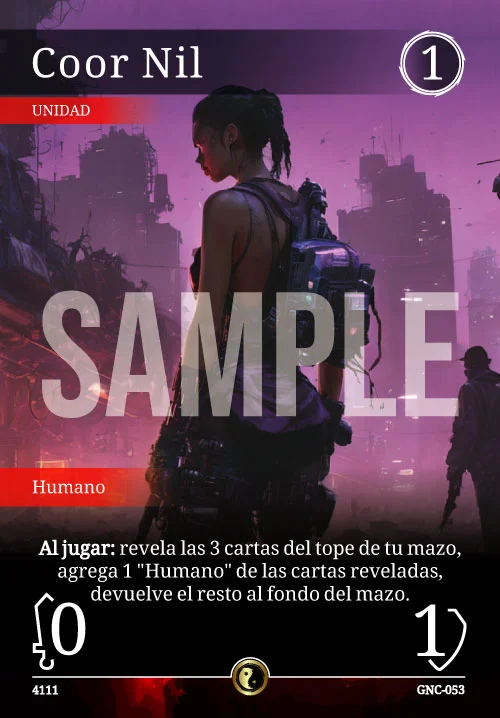 Coor Nil
1
UNIDAD
SAMPLE
Humano
Al jugar: revela las 3 cartas del tope de tu mazo,
agrega 1 "Humano" de las cartas reveladas,
devuelve el resto al fondo del mazo.
0
1
4111
GNC-053